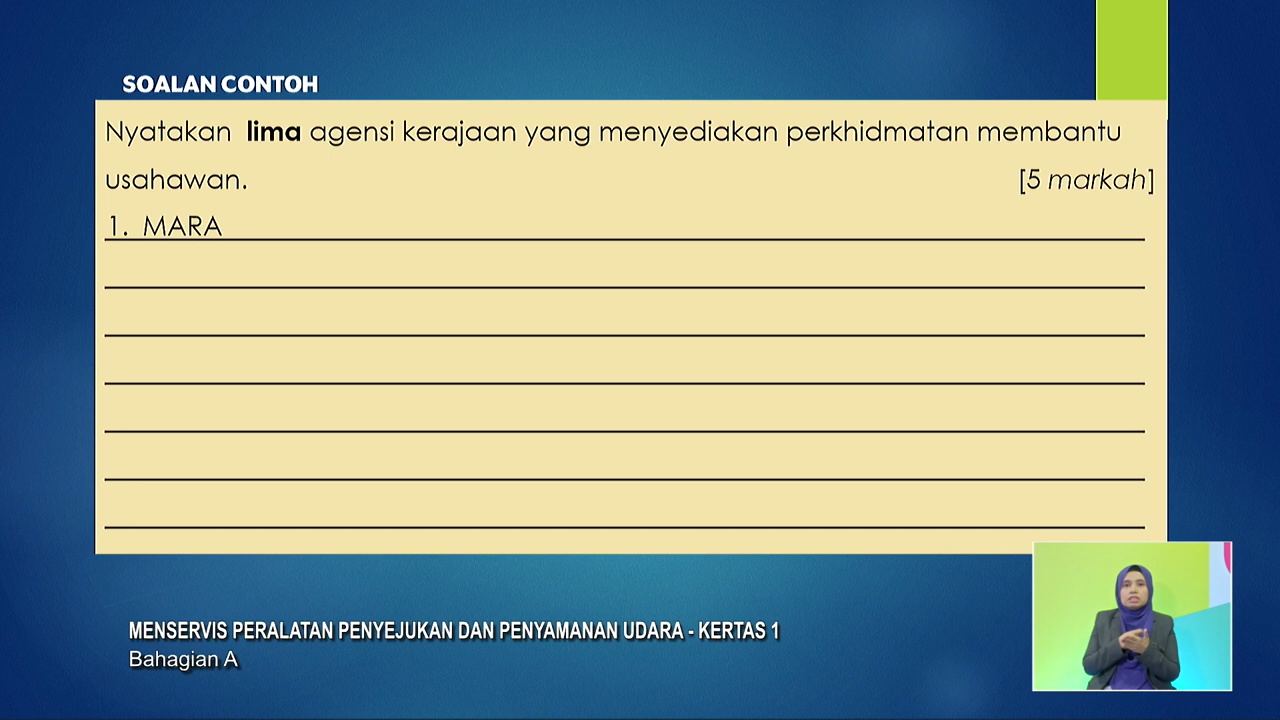 SOALAN CONTOH
Nyatakan lima agensi kerajaan yang menyediakan perkhidmatan membantu
usahawan. [5 markah]
1. MARA
MENSERVIS PERALATAN PENYEJUKAN DAN PENYAMANAN UDARA - KERTAS 1
Bahagian A